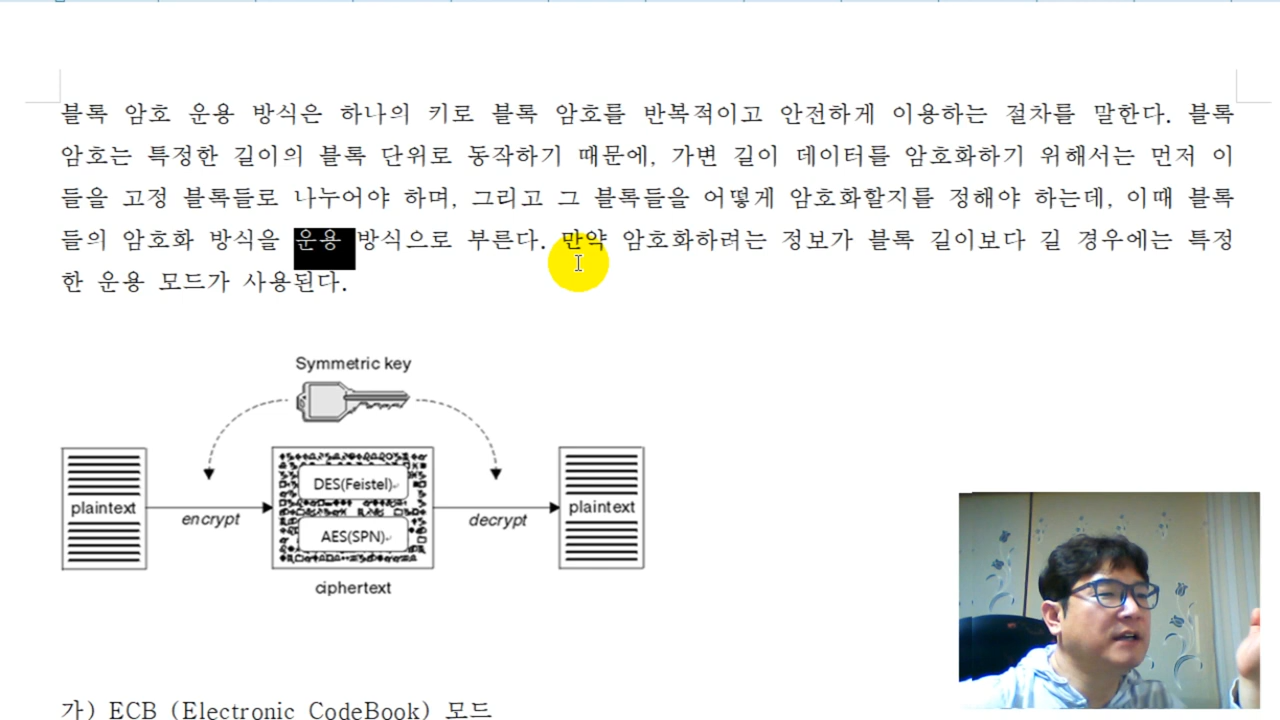 블록 암호 운용 방식은 하나의 키로 블록 암호를 반복적이고 안전하게 이용하는 절차를 말한다. 블록
암호는 특정한 길이의 블록 단위로 동작하기 때문에, 가변 길이 데이터를 암호화하기 위해서는 먼저 이
들을 고정 블록들로 나누어야 하며, 그리고 그 블록들을 어떻게 암호화할지를 정해야 하는데, 이때 블록
들의 암호화 방식을 운용 방식으로 부른다. 만약 암호화하려는 정보가 블록 길이보다 길 경우에는 특정
한 운용 모드가 사용된다.
Symmetric key
plaintext
encrypt
DES(Feistel)
AES(SPN)
ciphertext
decrypt
plaintext
가) ECB (Electronic CodeBook) 모드